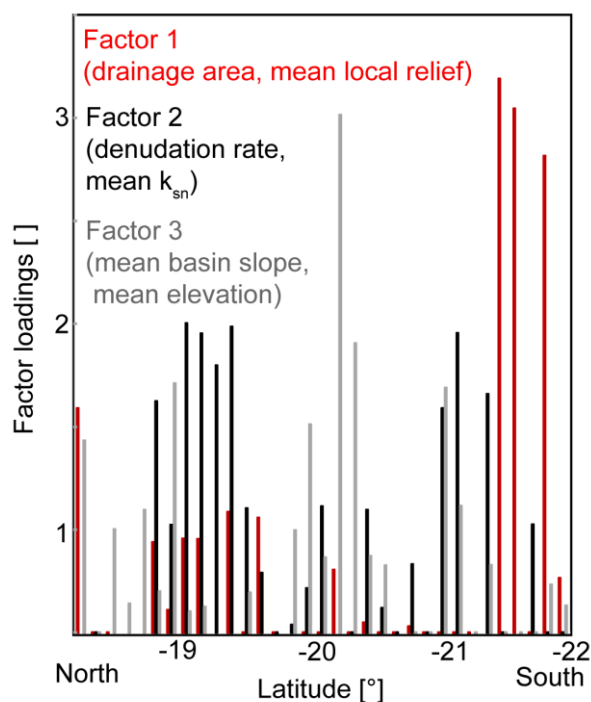 Factor 1
(drainage area, mean local relief)
Factor 2
(denudation rate,
mean ksn)
Factor 3
(mean basin slope,
mean elevation)
Factor loadings [ ]
3
2
1
-19
-20
-21
-22
North
Latitude [°]
South